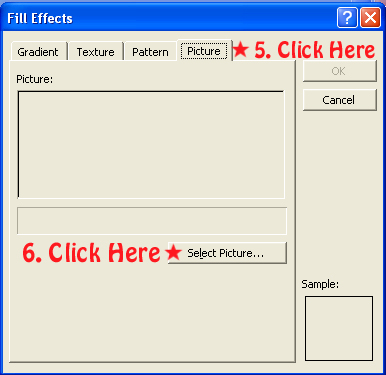 Fill Effects
Gradient Texture Pattern Picture ★ 5. Click Here
OK
Picture:
Cancel
6. Click Here ★ Select Picture...
Sample: